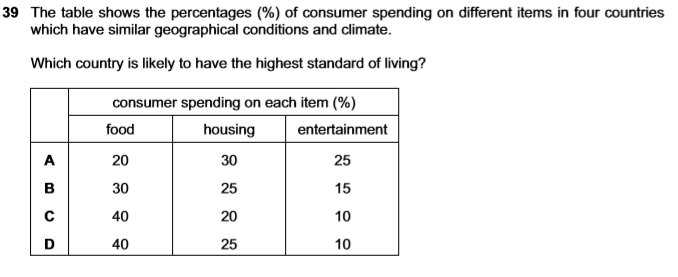 39 The table shows the percentages (%) of consumer spending on different items in four countries
which have similar geographical conditions and climate.
Which country is likely to have the highest standard of living?
consumer spending on each item (%)
food housing entertainment
A 20 30 25
B 30 25 15
C 40 20 10
D 40 25 10